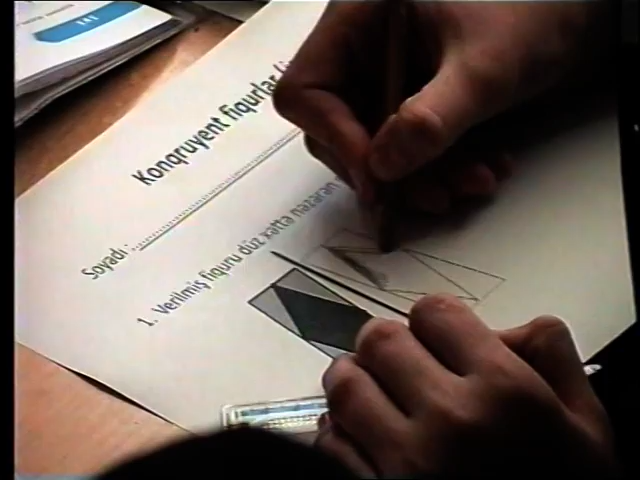 Konqruyent fiqurlar
Soyadı
1. Verilmiş fiquru düz xətta nəzərən